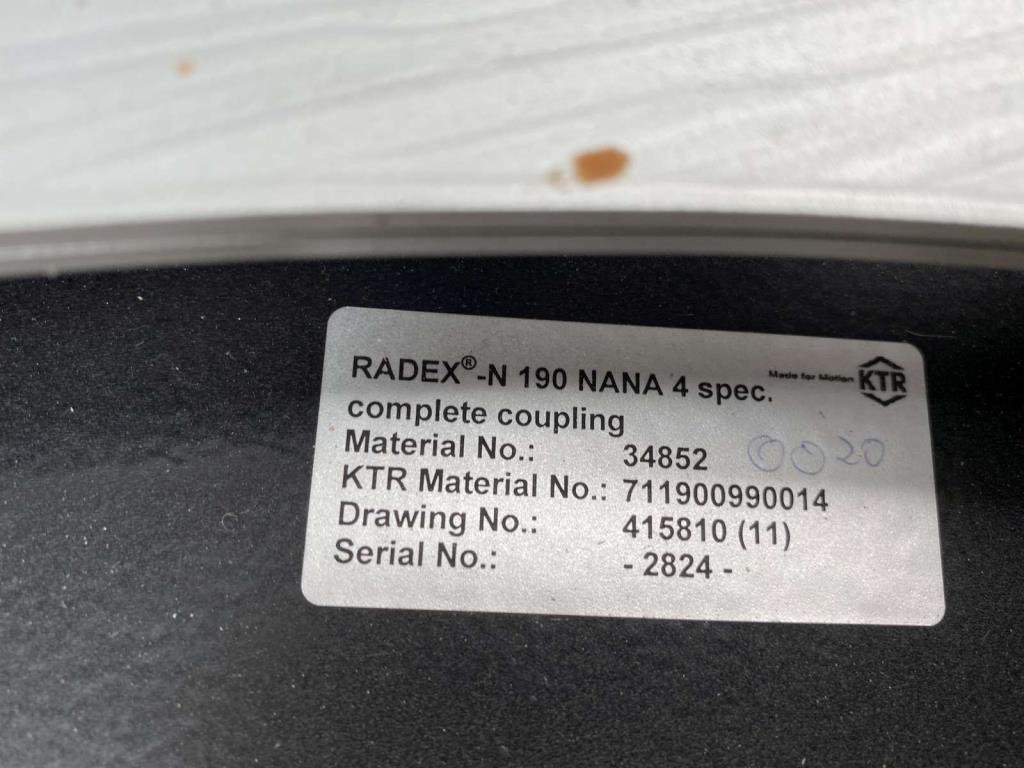 RADEX®-N 190 NANA 4 spec.
Made for Motion KTR
complete coupling
Material No.: 34852 0020
KTR Material No.: 711900990014
Drawing No.: 415810 (11)
Serial No.: - 2824 -